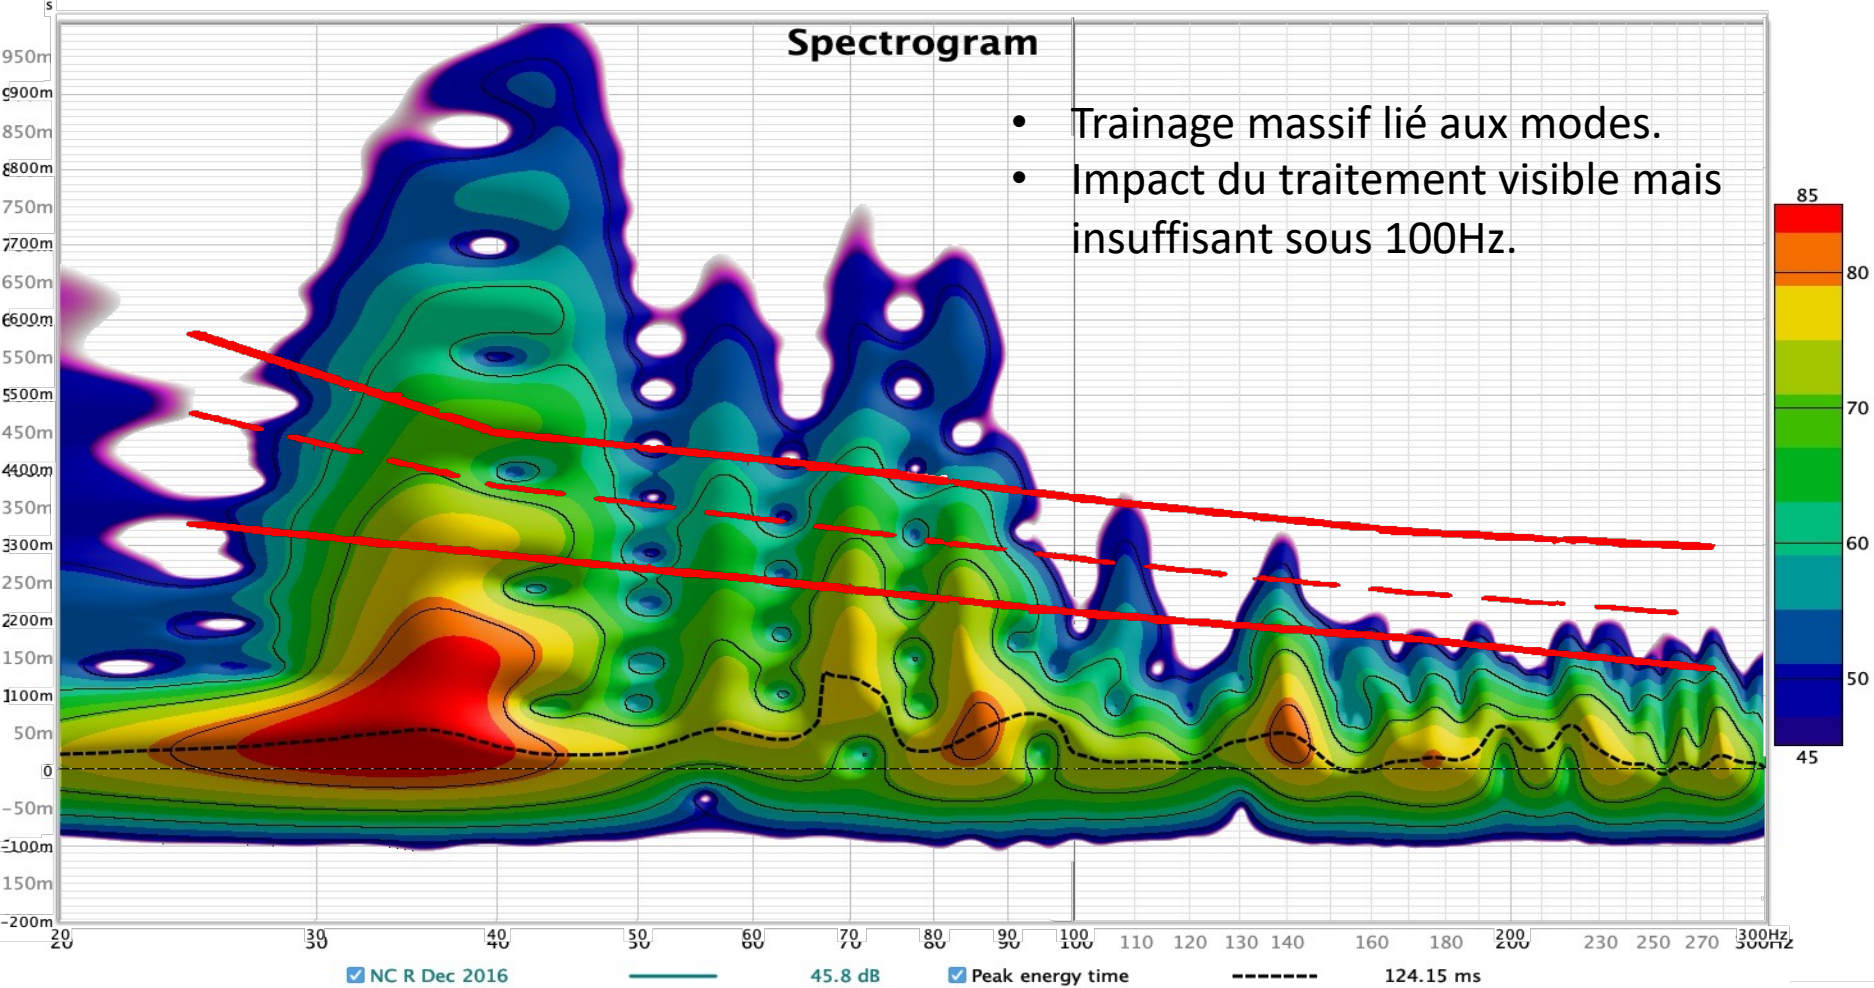 s
Spectrogram
• Trainage massif lié aux modes.
• Impact du traitement visible mais
insuffisant sous 100Hz.
950m
900m
850m
800m
750m
700m
650m
600m
550m
500m
450m
400m
350m
300m
250m
200m
150m
100m
50m
0
-50m
-100m
150m
-200m
85
80
70
60
50
45
20 30 40 50 60 70 80 90 100 110 120 130 140 160 180 200 230 250 270 300Hz
NC R Dec 2016 45.8 dB Peak energy time 124.15 ms